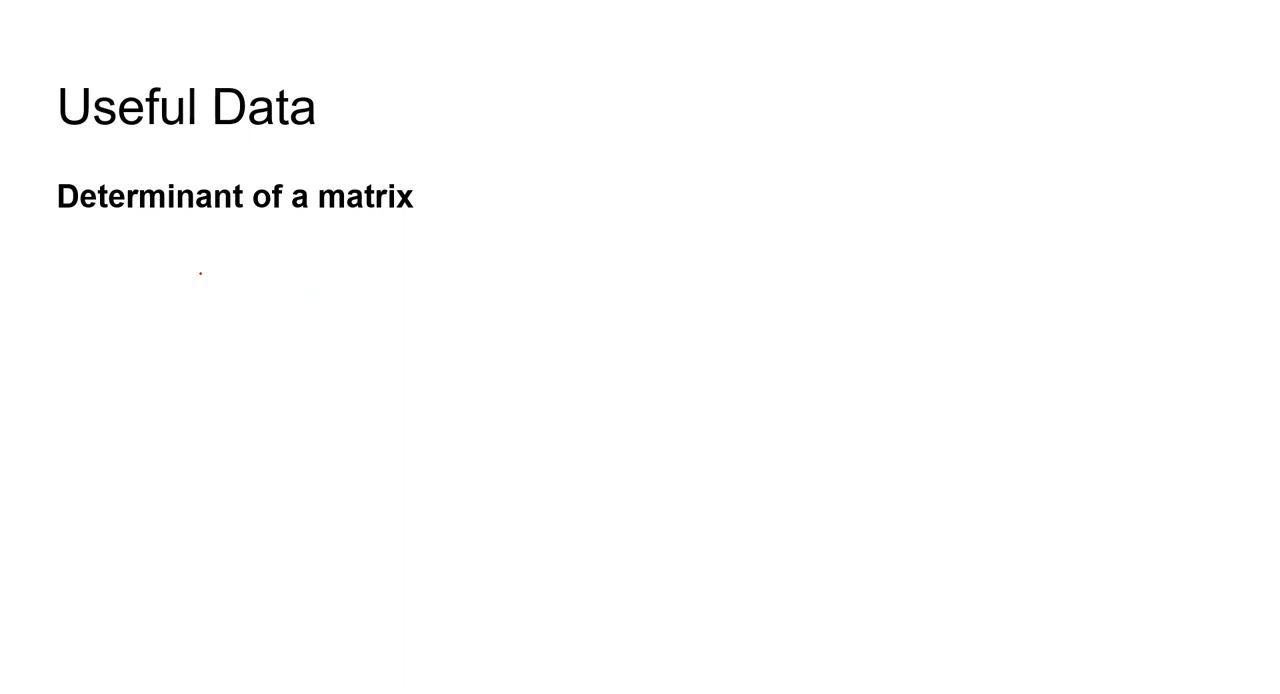 Useful Data
Determinant of a matrix